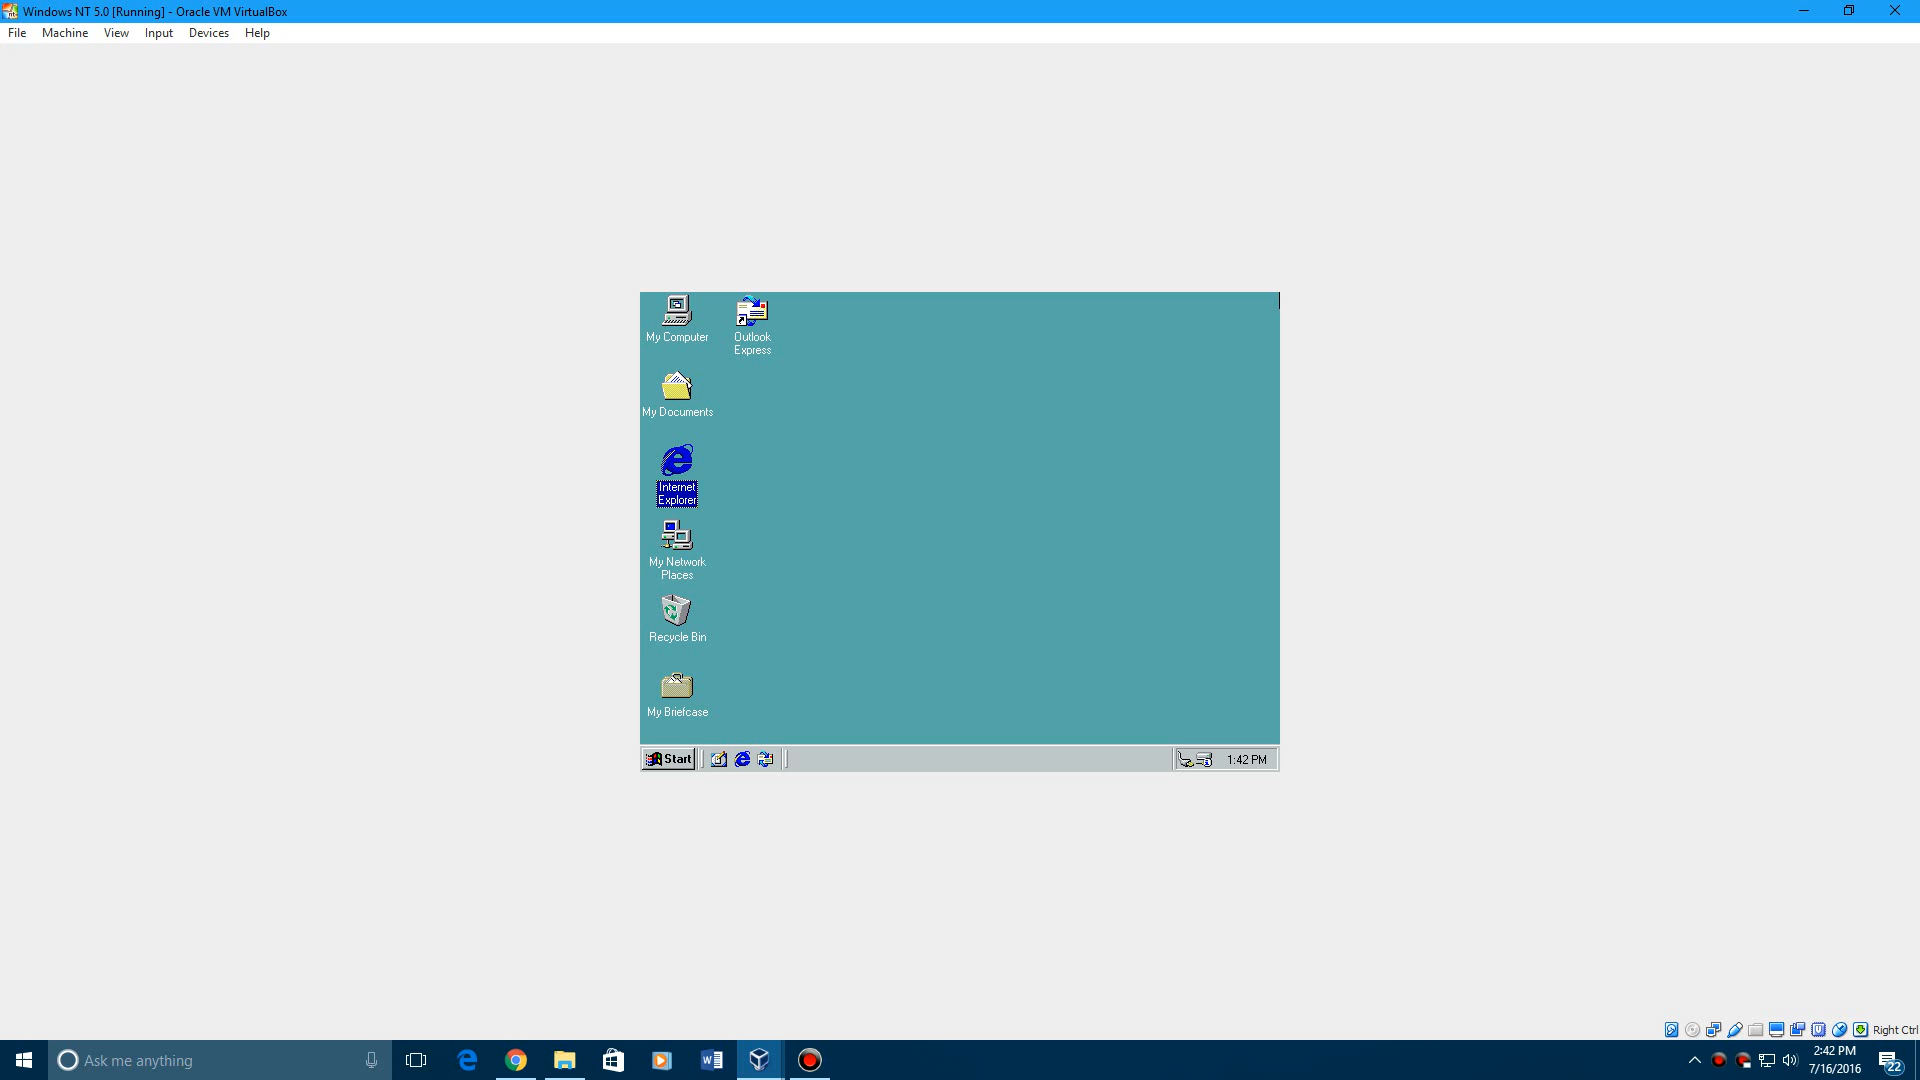 Windows NT 5.0 [Running] - Oracle VM VirtualBox
File Machine View Input Devices Help
My Computer
Outlook
Express
My Documents
Internet
Explorer
My Network
Places
Recycle Bin
My Briefcase
Start
1:42 PM
Right Ctrl
Ask me anything
2:42 PM
7/16/2016
22